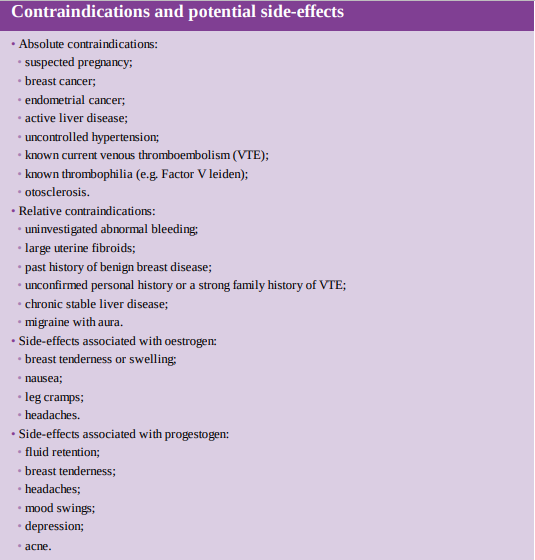 Contraindications and potential side-effects
• Absolute contraindications:
• suspected pregnancy;
• breast cancer;
• endometrial cancer;
• active liver disease;
• uncontrolled hypertension;
• known current venous thromboembolism (VTE);
• known thrombophilia (e.g. Factor V leiden);
• otosclerosis.
• Relative contraindications:
• uninvestigated abnormal bleeding;
• large uterine fibroids;
• past history of benign breast disease;
• unconfirmed personal history or a strong family history of VTE;
• chronic stable liver disease;
• migraine with aura.
• Side-effects associated with oestrogen:
• breast tenderness or swelling;
• nausea;
• leg cramps;
• headaches.
• Side-effects associated with progestogen:
• fluid retention;
• breast tenderness;
• headaches;
• mood swings;
• depression;
• acne.